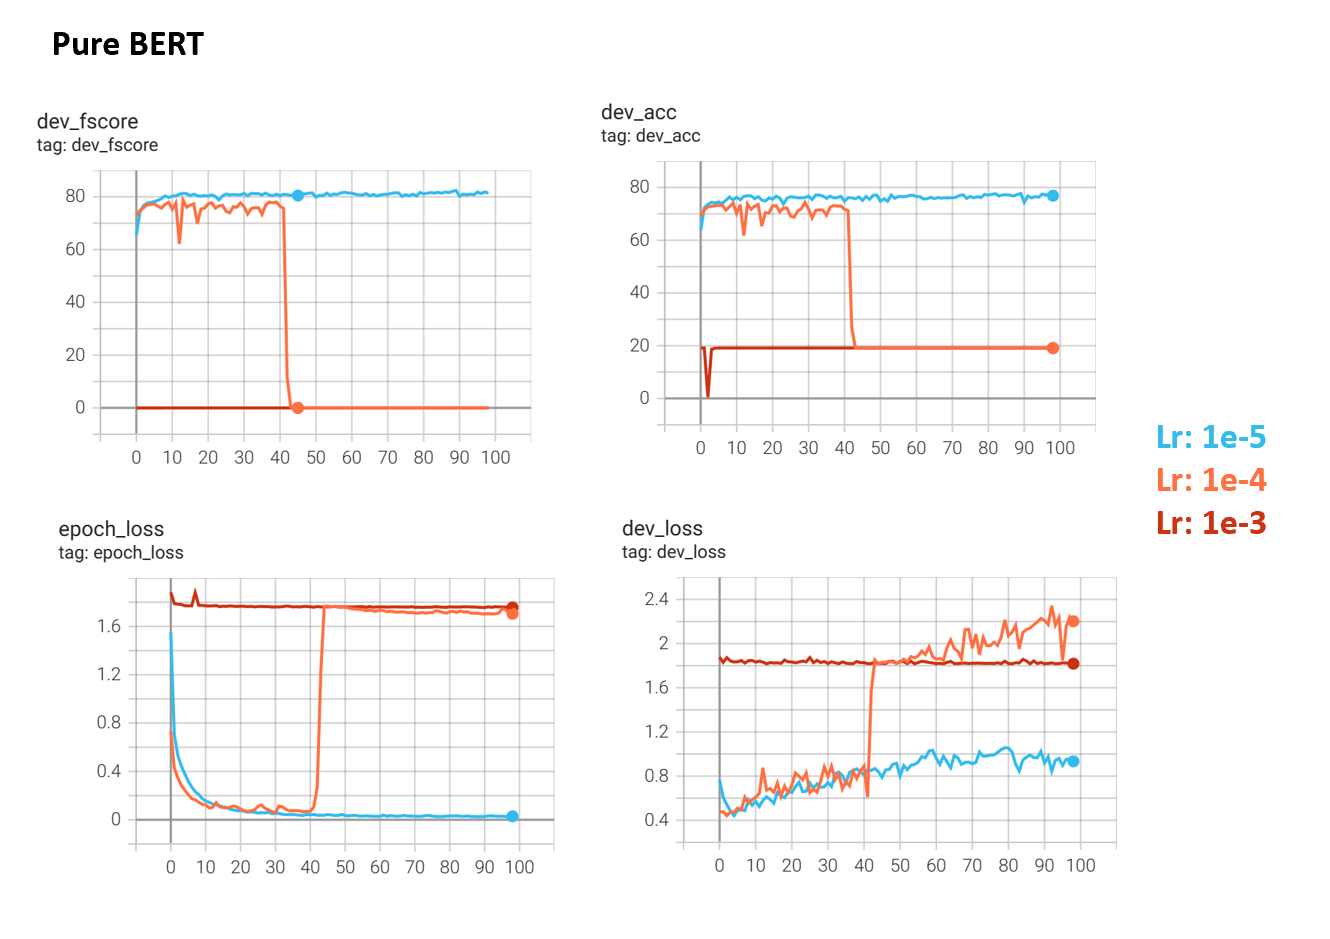 Pure BERT
dev_fscore
tag: dev_fscore
80
60
40
20
0
0 10 20 30 40 50 60 70 80 90 100
dev_acc
tag: dev_acc
80
60
40
20
0
0 10 20 30 40 50 60 70 80 90 100
Lr: 1e-5
Lr: 1e-4
Lr: 1e-3
epoch_loss
tag: epoch_loss
1.6
1.2
0.8
0.4
0
0 10 20 30 40 50 60 70 80 90 100
dev_loss
tag: dev_loss
2.4
2
1.6
1.2
0.8
0.4
0 10 20 30 40 50 60 70 80 90 100